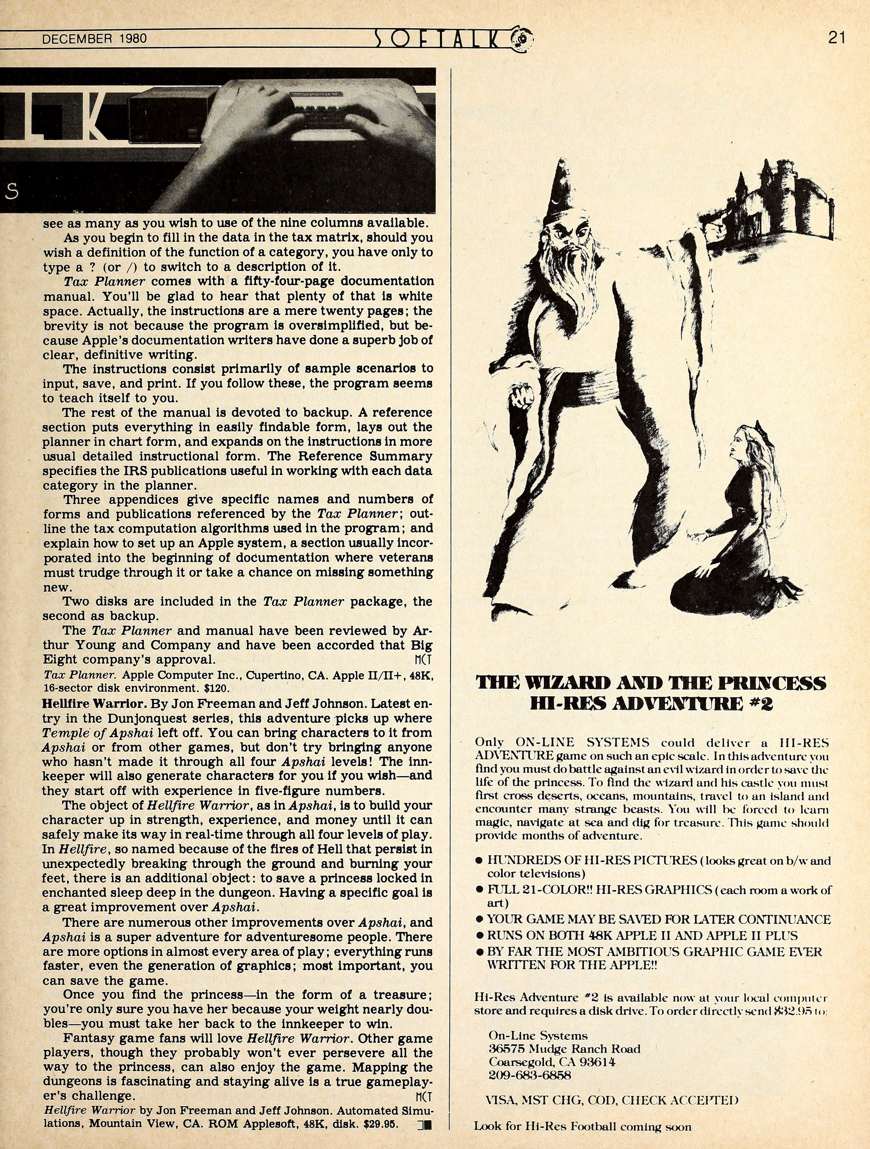 DECEMBER 1980
SOFTALK
21
L K
S
see as many as you wish to use of the nine columns available.
As you begin to fill in the data in the tax matrix, should you
wish a definition of the function of a category, you have only to
type a ? (or /) to switch to a description of it.
Tax Planner comes with a fifty-four-page documentation
manual. You'll be glad to hear that plenty of that is white
space. Actually, the instructions are a mere twenty pages; the
brevity is not because the program is oversimplified, but be-
cause Apple's documentation writers have done a superb job of
clear, definitive writing.
The instructions consist primarily of sample scenarios to
input, save, and print. If you follow these, the program seems
to teach itself to you.
The rest of the manual is devoted to backup. A reference
section puts everything in easily findable form, lays out the
planner in chart form, and expands on the instructions in more
usual detailed instructional form. The Reference Summary
specifies the IRS publications useful in working with each data
category in the planner.
Three appendices give specific names and numbers of
forms and publications referenced by the Tax Planner; out-
line the tax computation algorithms used in the program; and
explain how to set up an Apple system, a section usually incor-
porated into the beginning of documentation where veterans
must trudge through it or take a chance on missing something
new.
Two disks are included in the Tax Planner package, the
second as backup.
The Tax Planner and manual have been reviewed by Ar-
thur Young and Company and have been accorded that Big
Eight company's approval. MCT
Tax Planner. Apple Computer Inc., Cupertino, CA. Apple II/II+, 48K,
16-sector disk environment. $120.
Hellfire Warrior. By Jon Freeman and Jeff Johnson. Latest en-
try in the Dunjonquest series, this adventure picks up where
Temple of Apshai left off. You can bring characters to it from
Apshai or from other games, but don't try bringing anyone
who hasn't made it through all four Apshai levels! The inn-
keeper will also generate characters for you if you wish—and
they start off with experience in five-figure numbers.
The object of Hellfire Warrior, as in Apshai, is to build your
character up in strength, experience, and money until it can
safely make its way in real-time through all four levels of play.
In Hellfire, so named because of the fires of Hell that persist in
unexpectedly breaking through the ground and burning your
feet, there is an additional object: to save a princess locked in
enchanted sleep deep in the dungeon. Having a specific goal is
a great improvement over Apshai.
There are numerous other improvements over Apshai, and
Apshai is a super adventure for adventuresome people. There
are more options in almost every area of play; everything runs
faster, even the generation of graphics; most important, you
can save the game.
Once you find the princess—in the form of a treasure;
you're only sure you have her because your weight nearly dou-
bles—you must take her back to the innkeeper to win.
Fantasy game fans will love Hellfire Warrior. Other game
players, though they probably won't ever persevere all the
way to the princess, can also enjoy the game. Mapping the
dungeons is fascinating and staying alive is a true gameplay-
er's challenge. MCT
Hellfire Warrior by Jon Freeman and Jeff Johnson. Automated Simu-
lations, Mountain View, CA. ROM Applesoft, 48K, disk. $29.95.
THE WIZARD AND THE PRINCESS
HI-RES ADVENTURE #2
Only ON-LINE SYSTEMS could deliver a HI-RES
ADVENTURE game on such an epic scale. In this adventure you
find you must do battle against an evil wizard in order to save the
life of the princess. To find the wizard and his castle you must
first cross deserts, oceans, mountains, travel to an island and
encounter many strange beasts. You will be forced to learn
magic, navigate at sea and dig for treasure. This game should
provide months of adventure.
● HUNDREDS OF HI-RES PICTURES (looks great on b/w and
color televisions)
● FULL 21-COLOR!! HI-RES GRAPHICS (each room a work of
art)
● YOUR GAME MAY BE SAVED FOR LATER CONTINUANCE
● RUNS ON BOTH 48K APPLE II AND APPLE II PLUS
● BY FAR THE MOST AMBITIOUS GRAPHIC GAME EVER
WRITTEN FOR THE APPLE!!
Hi-Res Adventure #2 is available now at your local computer
store and requires a disk drive. To order directly send $32.95 to:
On-Line Systems
36575 Mudge Ranch Road
Coarsegold, CA 93614
209-683-6858
VISA, MST CHG, COD, CHECK ACCEPTED
Look for Hi-Res Football coming soon